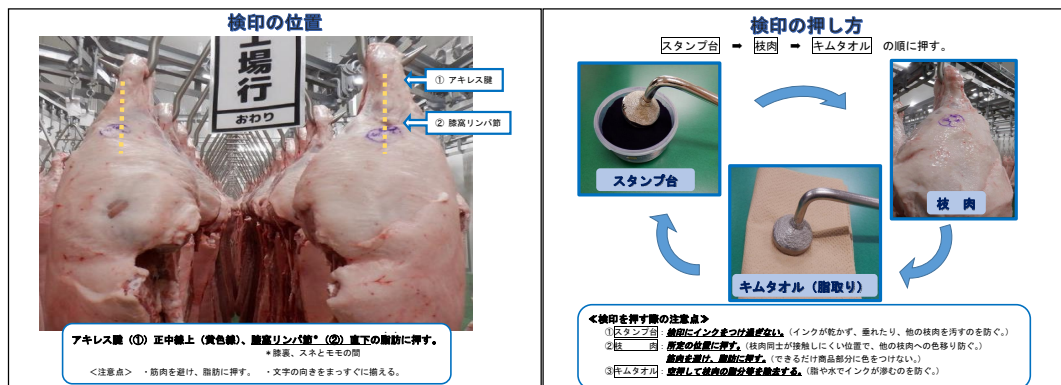 検印の位置
工場行
おわり
① アキレス腱
② 膝窩リンパ節
アキレス腱（①）正中線上（黄色線）、膝窩リンパ節*（②）直下の脂肪に押す。
＊膝裏、スネとモモの間
＜注意点＞ ・筋肉を避け、脂肪に押す。 ・文字の向きをまっすぐに揃える。
検印の押し方
スタンプ台 ➡ 枝肉 ➡ キムタオル の順に押す。
スタンプ台
枝 肉
キムタオル（脂取り）
≪検印を押す際の注意点≫
①スタンプ台：検印にインクをつけ過ぎない。（インクが乾かず、垂れたり、他の枝肉を汚すのを防ぐ。）
②枝 肉：所定の位置に押す。（枝肉同士が接触しにくい位置で、他の枝肉への色移り防ぐ。）
筋肉を避け、脂肪に押す。（できるだけ商品部分に色をつけない。）
③キムタオル：空押して枝肉の脂分等を除去する。（脂や水でインクが滲むのを防ぐ。）